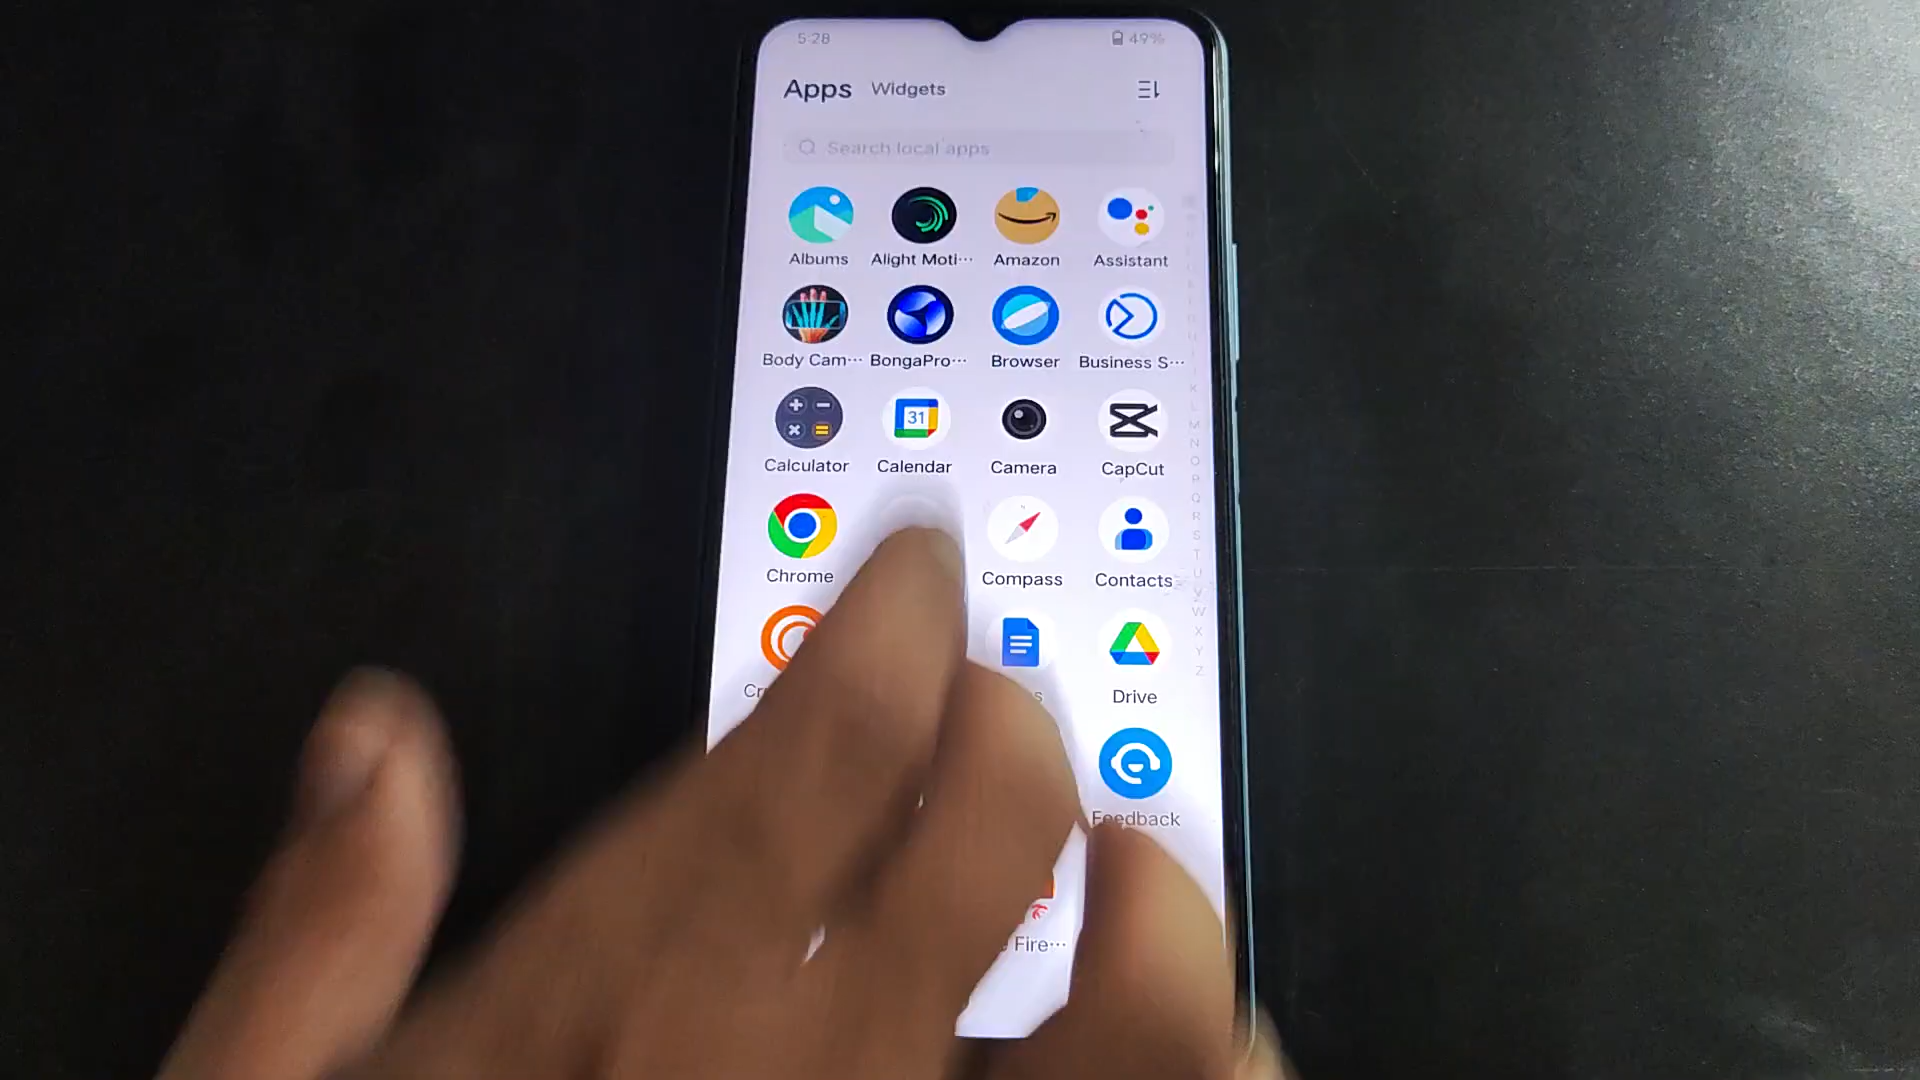 5:28 49%
Apps Widgets
Search local apps
Albums Alight Moti··· Amazon Assistant
Body Cam··· BongaPro··· Browser Business S···
31
Calculator Calendar Camera CapCut
Chrome Compass Contacts
Cr
s Drive
Feedback
Fire···
K
L
M
N
O
P
Q
R
S
T
U
V
W
X
Y
Z